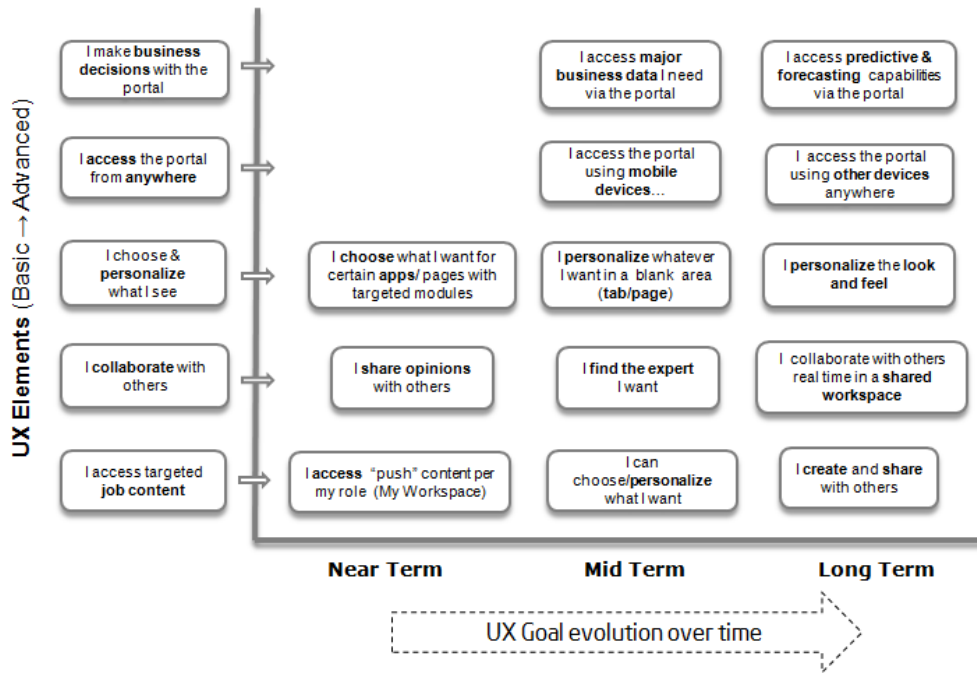 UX Elements (Basic → Advanced)
I make business
decisions with the
portal
I access major
business data I need
via the portal
I access predictive &
forecasting capabilities
via the portal
I access the portal
from anywhere
I access the portal
using mobile
devices…
I access the portal
using other devices
anywhere
I choose &
personalize
what I see
I choose what I want for
certain apps/ pages with
targeted modules
I personalize whatever
I want in a blank area
(tab/page)
I personalize the look
and feel
I collaborate with
others
I share opinions
with others
I find the expert
I want
I collaborate with others
real time in a shared
workspace
I access targeted
job content
I access “push” content per
my role (My Workspace)
I can
choose/personalize
what I want
I create and share
with others
Near Term
Mid Term
Long Term
UX Goal evolution over time